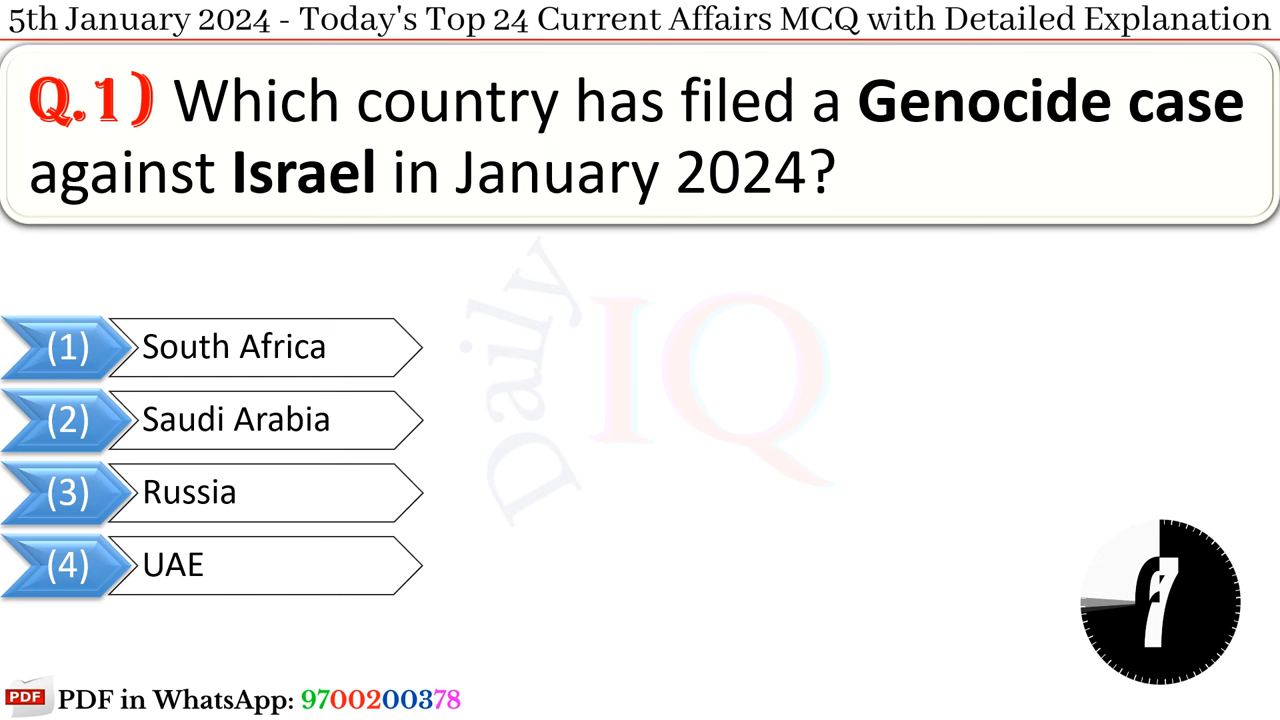 5th January 2024 - Today's Top 24 Current Affairs MCQ with Detailed Explanation
Q.1) Which country has filed a Genocide case
against Israel in January 2024?
Daily IQ
(1) South Africa
(2) Saudi Arabia
(3) Russia
(4) UAE
PDF PDF in WhatsApp: 9700200378